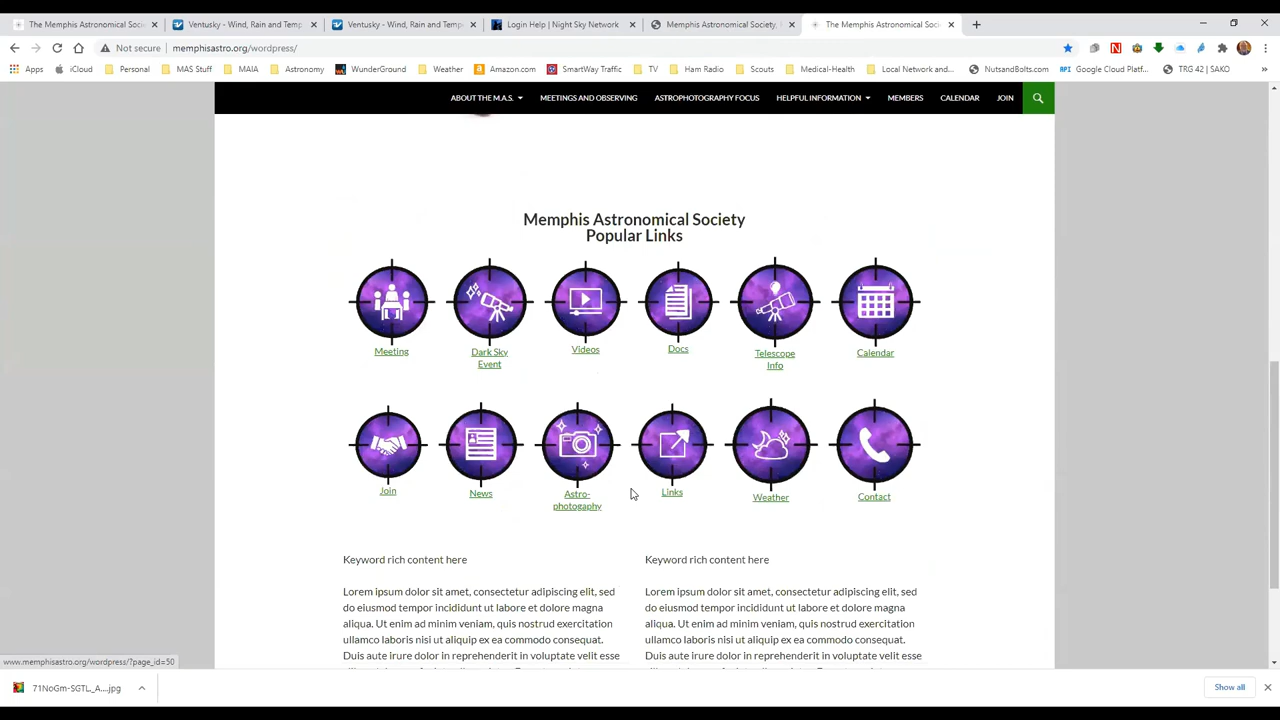 The Memphis Astronomical Soci
Ventusky - Wind, Rain and Temp
Ventusky - Wind, Rain and Tempe
Login Help | Night Sky Network
Memphis Astronomical Society,
The Memphis Astronomical Soci
Not secure
memphisastro.org/wordpress/
Apps
iCloud
Personal
MAS Stuff
MAIA
Astronomy
WunderGround
Weather
Amazon.com
SmartWay Traffic
TV
Ham Radio
Scouts
Medical-Health
Local Network and...
NutsandBolts.com
API
Google Cloud Platf...
TRG 42 | SAKO
ABOUT THE M.A.S.
MEETINGS AND OBSERVING
ASTROPHOTOGRAPHY FOCUS
HELPFUL INFORMATION
MEMBERS
CALENDAR
JOIN
Memphis Astronomical Society
Popular Links
Meeting
Dark Sky
Event
Videos
Docs
Telescope
Info
Calendar
Join
News
Astro-
photogaphy
Links
Weather
Contact
Keyword rich content here
Lorem ipsum dolor sit amet, consectetur adipiscing elit, sed
do eiusmod tempor incididunt ut labore et dolore magna
aliqua. Ut enim ad minim veniam, quis nostrud exercitation
ullamco laboris nisi ut aliquip ex ea commodo consequat.
Duis aute irure dolor in reprehenderit in voluptate velit esse
Keyword rich content here
Lorem ipsum dolor sit amet, consectetur adipiscing elit, sed
do eiusmod tempor incididunt ut labore et dolore magna
aliqua. Ut enim ad minim veniam, quis nostrud exercitation
ullamco laboris nisi ut aliquip ex ea commodo consequat.
Duis aute irure dolor in reprehenderit in voluptate velit esse
www.memphisastro.org/wordpress/?page_id=50
71NoGm-SGTL._A....jpg
Show all